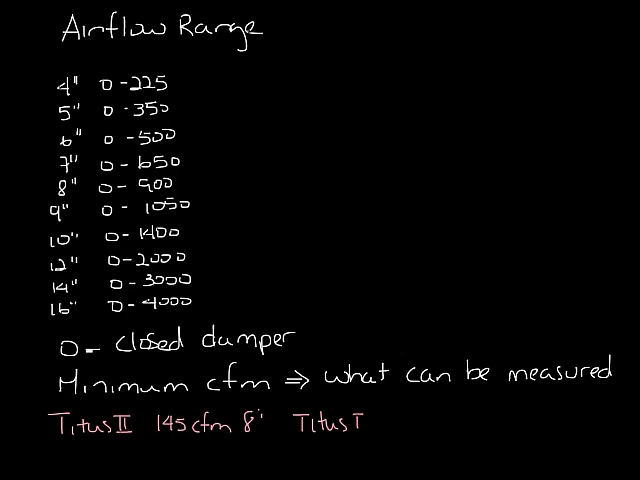 Airflow Range
4" 0-225
5" 0-350
6" 0-500
7" 0-650
8" 0-900
9" 0-1050
10" 0-1400
12" 0-2000
14" 0-3000
16" 0-4000
0- closed damper
Minimum cfm ⇒ what can be measured
Titus II 145 cfm 8" Titus I